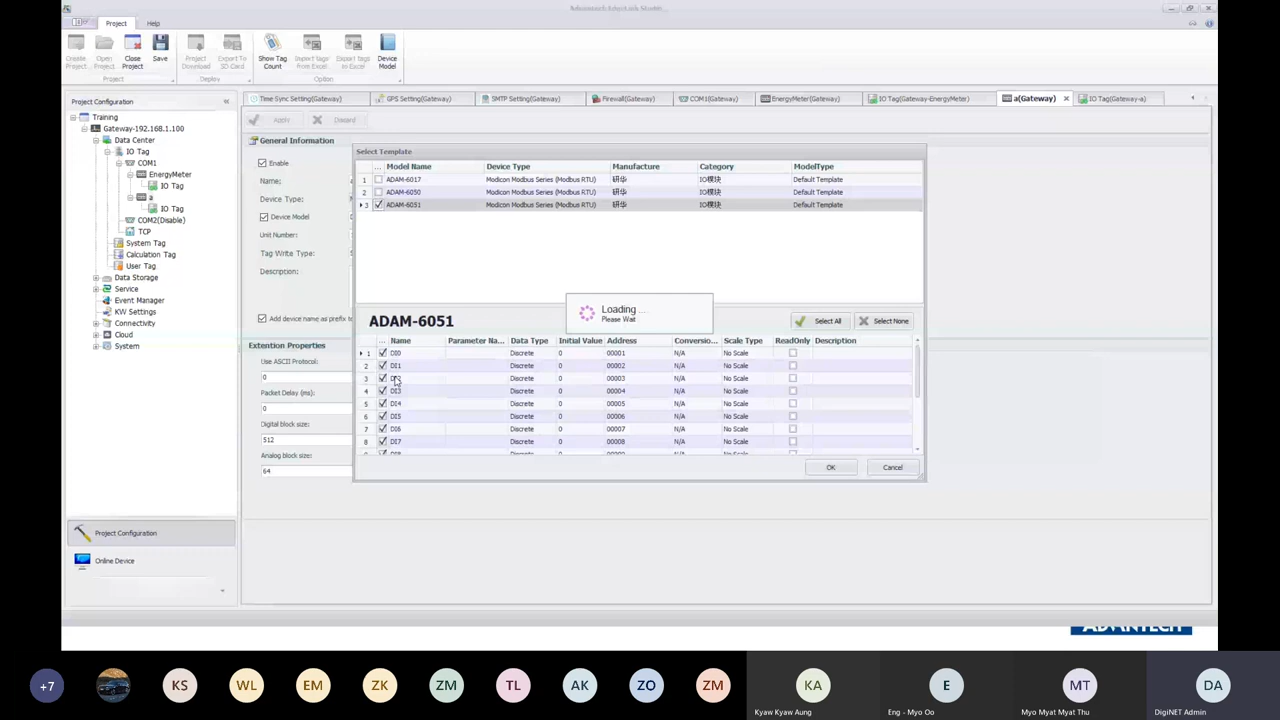 Advantech EdgeLink Studio
Project
Help
Create Project
Open Project
Close Project
Save
Project Download
Export To SD Card
Show Tag Count
Import tags from Excel
Export tags to Excel
Device Model
Project
Deploy
Option
Project Configuration
Time Sync Setting(Gateway)
GPS Setting(Gateway)
SMTP Setting(Gateway)
Firewall(Gateway)
COM1(Gateway)
EnergyMeter(Gateway)
IO Tag(Gateway-EnergyMeter)
a(Gateway)
IO Tag(Gateway-a)
Training
Gateway-192.168.1.100
Data Center
IO Tag
COM1
EnergyMeter
IO Tag
a
IO Tag
COM2(Disable)
TCP
System Tag
Calculation Tag
User Tag
Data Storage
Service
Event Manager
KW Settings
Connectivity
Cloud
System
Project Configuration
Online Device
Apply
Discard
General Information
Enable
Name:
Device Type:
Device Model
Unit Number:
Tag Write Type:
Description:
Add device name as prefix to
Extention Properties
Use ASCII Protocol:
0
Packet Delay (ms):
0
Digital block size:
512
Analog block size:
64
Select Template
... Model Name Device Type Manufacture Category ModelType
1 ADAM-6017 Modicon Modbus Series (Modbus RTU) 研华 IO模块 Default Template
2 ADAM-6050 Modicon Modbus Series (Modbus RTU) 研华 IO模块 Default Template
3 ADAM-6051 Modicon Modbus Series (Modbus RTU) 研华 IO模块 Default Template
Loading ...
Please Wait
ADAM-6051
Select All
Select None
... Name Parameter Na... Data Type Initial Value Address Conversio... Scale Type ReadOnly Description
1 DI0 Discrete 0 00001 N/A No Scale
2 DI1 Discrete 0 00002 N/A No Scale
3 DI2 Discrete 0 00003 N/A No Scale
4 DI3 Discrete 0 00004 N/A No Scale
5 DI4 Discrete 0 00005 N/A No Scale
6 DI5 Discrete 0 00006 N/A No Scale
7 DI6 Discrete 0 00007 N/A No Scale
8 DI7 Discrete 0 00008 N/A No Scale
OK
Cancel
ADVANTECH
+7
KS
WL
EM
ZK
ZM
TL
AK
ZO
ZM
KA
E
MT
DA
Kyaw Kyaw Aung
Eng - Myo Oo
Myo Myat Myat Thu
DigiNET Admin